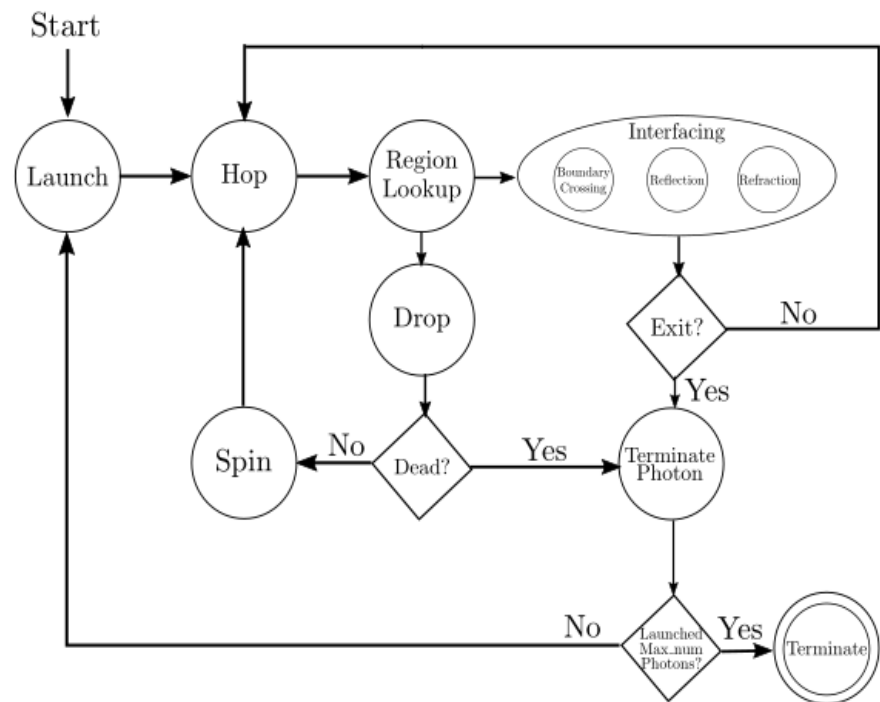 Start
Launch
Hop
Region
Lookup
Interfacing
Boundary
Crossing
Reflection
Refraction
Drop
Exit?
No
Yes
Spin
No
Dead?
Yes
Terminate
Photon
No
Launched
Max_num
Photons?
Yes
Terminate